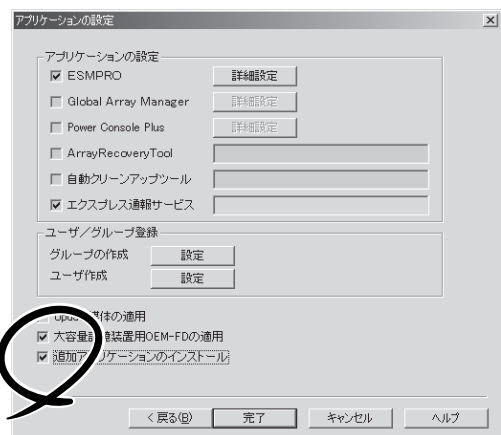 アプリケーションの設定
アプリケーションの設定
ESMPRO 詳細設定
Global Array Manager 詳細設定
Power Console Plus 詳細設定
ArrayRecoveryTool
自動クリーンアップツール
エクスプレス通報サービス
ユーザ/グループ登録
グループの作成 設定
ユーザ作成 設定
の適用
大容量記憶装置用OEM-FDの適用
追加アプリケーションのインストール
< 戻る(B) 完了 キャンセル ヘルプ